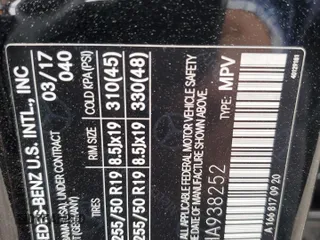 EDES-BENZ U.S. INTL., INC
03/17
040
COLD KPA (PSI)
310(45)
330(48)
RIM SIZE
8.5Jx19
8.5Jx19
TIRES
255/50 R19
255/50 R19
ALL APPLICABLE FEDERAL MOTOR VEHICLE SAFETY
DATE OF MANUFACTURE SHOWN ABOVE.
A938252
TYPE: MPV
A 166 817 09 20